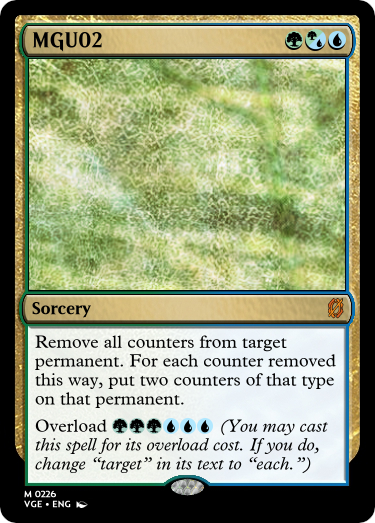 MGU02
Sorcery
Remove all counters from target
permanent. For each counter removed
this way, put two counters of that type
on that permanent.
Overload (You may cast
this spell for its overload cost. If you do,
change “target” in its text to “each.”)
M 0226
VGE • ENG